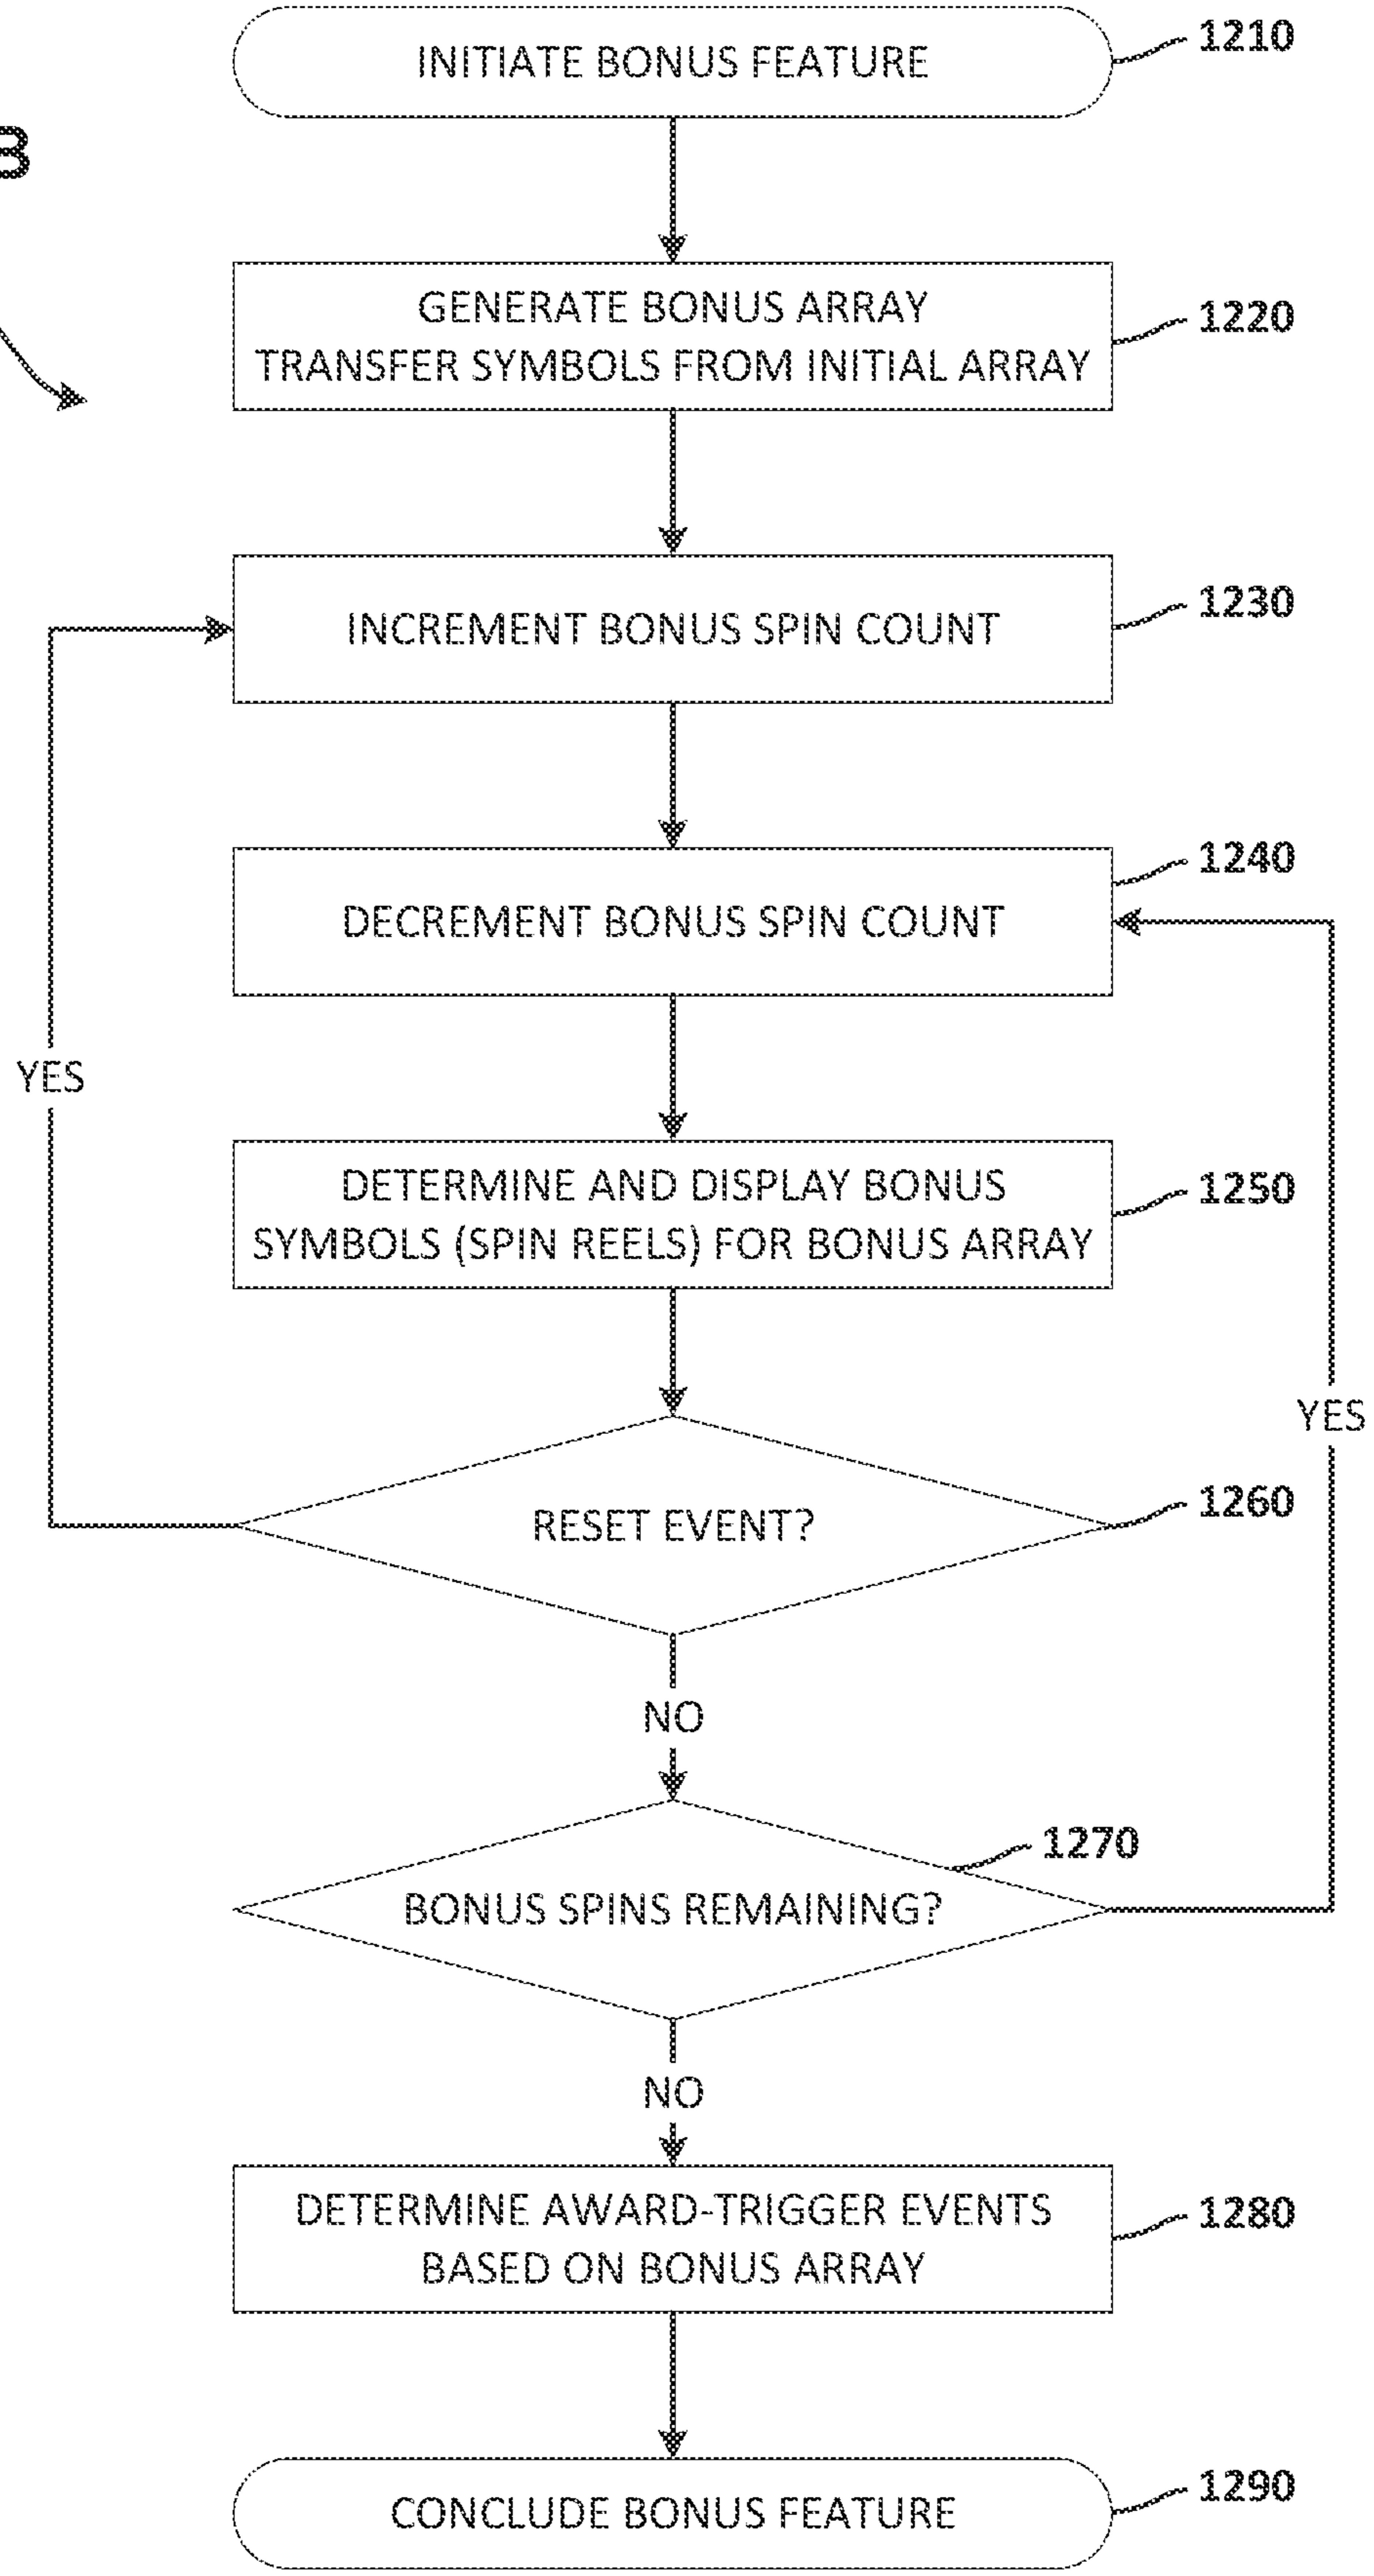 INITIATE BONUS FEATURE
1210
B
GENERATE BONUS ARRAY
TRANSFER SYMBOLS FROM INITIAL ARRAY
1220
INCREMENT BONUS SPIN COUNT
1230
DECREMENT BONUS SPIN COUNT
1240
YES
DETERMINE AND DISPLAY BONUS
SYMBOLS (SPIN REELS) FOR BONUS ARRAY
1250
YES
RESET EVENT?
1260
NO
BONUS SPINS REMAINING?
1270
NO
DETERMINE AWARD-TRIGGER EVENTS
BASED ON BONUS ARRAY
1280
CONCLUDE BONUS FEATURE
1290